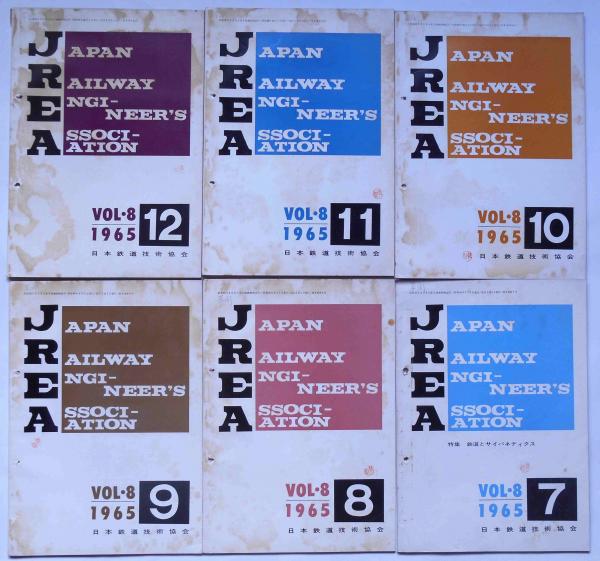 JAPAN
RAILWAY
ENGI-
NEER'S
ASSOCI-
ATION
VOL·8
1965
12
日本鉄道技術協会
JAPAN
RAILWAY
ENGI-
NEER'S
ASSOCI-
ATION
VOL·8
1965
11
日本鉄道技術協会
JAPAN
RAILWAY
ENGI-
NEER'S
ASSOCI-
ATION
VOL·8
1965
10
日本鉄道技術協会
JAPAN
RAILWAY
ENGI-
NEER'S
ASSOCI-
ATION
VOL·8
1965
9
日本鉄道技術協会
JAPAN
RAILWAY
ENGI-
NEER'S
ASSOCI-
ATION
VOL·8
1965
8
日本鉄道技術協会
JAPAN
RAILWAY
ENGI-
NEER'S
ASSOCI-
ATION
特集 鉄道とサイバネティクス
VOL·8
1965
7
日本鉄道技術協会